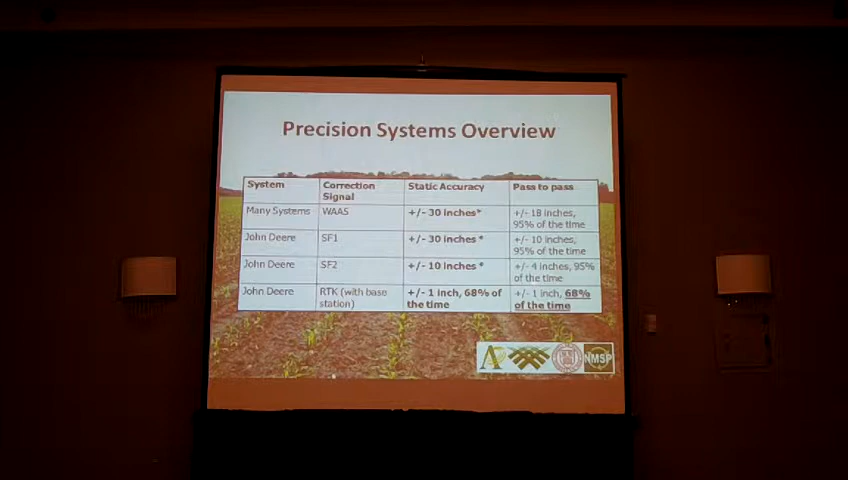 Precision Systems Overview
System Correction Signal Static Accuracy Pass to pass
Many Systems WAAS +/- 30 inches* +/- 18 inches, 95% of the time
John Deere SF1 +/- 30 inches * +/- 10 inches, 95% of the time
John Deere SF2 +/- 10 inches * +/- 4 inches, 95% of the time
John Deere RTK (with base station) +/- 1 inch, 68% of the time +/- 1 inch, 68% of the time
NMSP